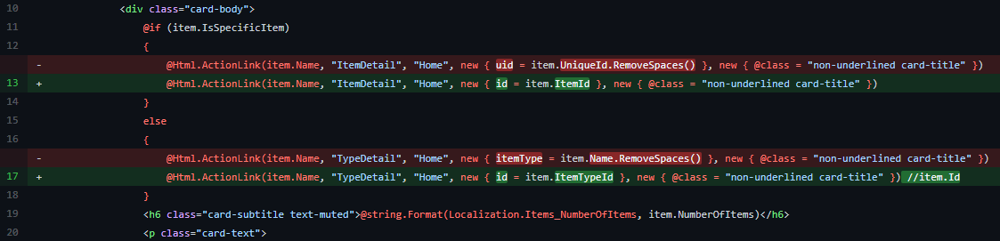 10 <div class="card-body">
11 @if (item.IsSpecificItem)
12 {
- @Html.ActionLink(item.Name, "ItemDetail", "Home", new { uid = item.UniqueId.RemoveSpaces() }, new { @class = "non-underlined card-title" })
13 + @Html.ActionLink(item.Name, "ItemDetail", "Home", new { id = item.ItemId }, new { @class = "non-underlined card-title" })
14 }
15 else
16 {
- @Html.ActionLink(item.Name, "TypeDetail", "Home", new { itemType = item.Name.RemoveSpaces() }, new { @class = "non-underlined card-title" })
17 + @Html.ActionLink(item.Name, "TypeDetail", "Home", new { id = item.ItemTypeId }, new { @class = "non-underlined card-title" }) //item.Id
18 }
19 <h6 class="card-subtitle text-muted">@string.Format(Localization.Items_NumberOfItems, item.NumberOfItems)</h6>
20 <p class="card-text">